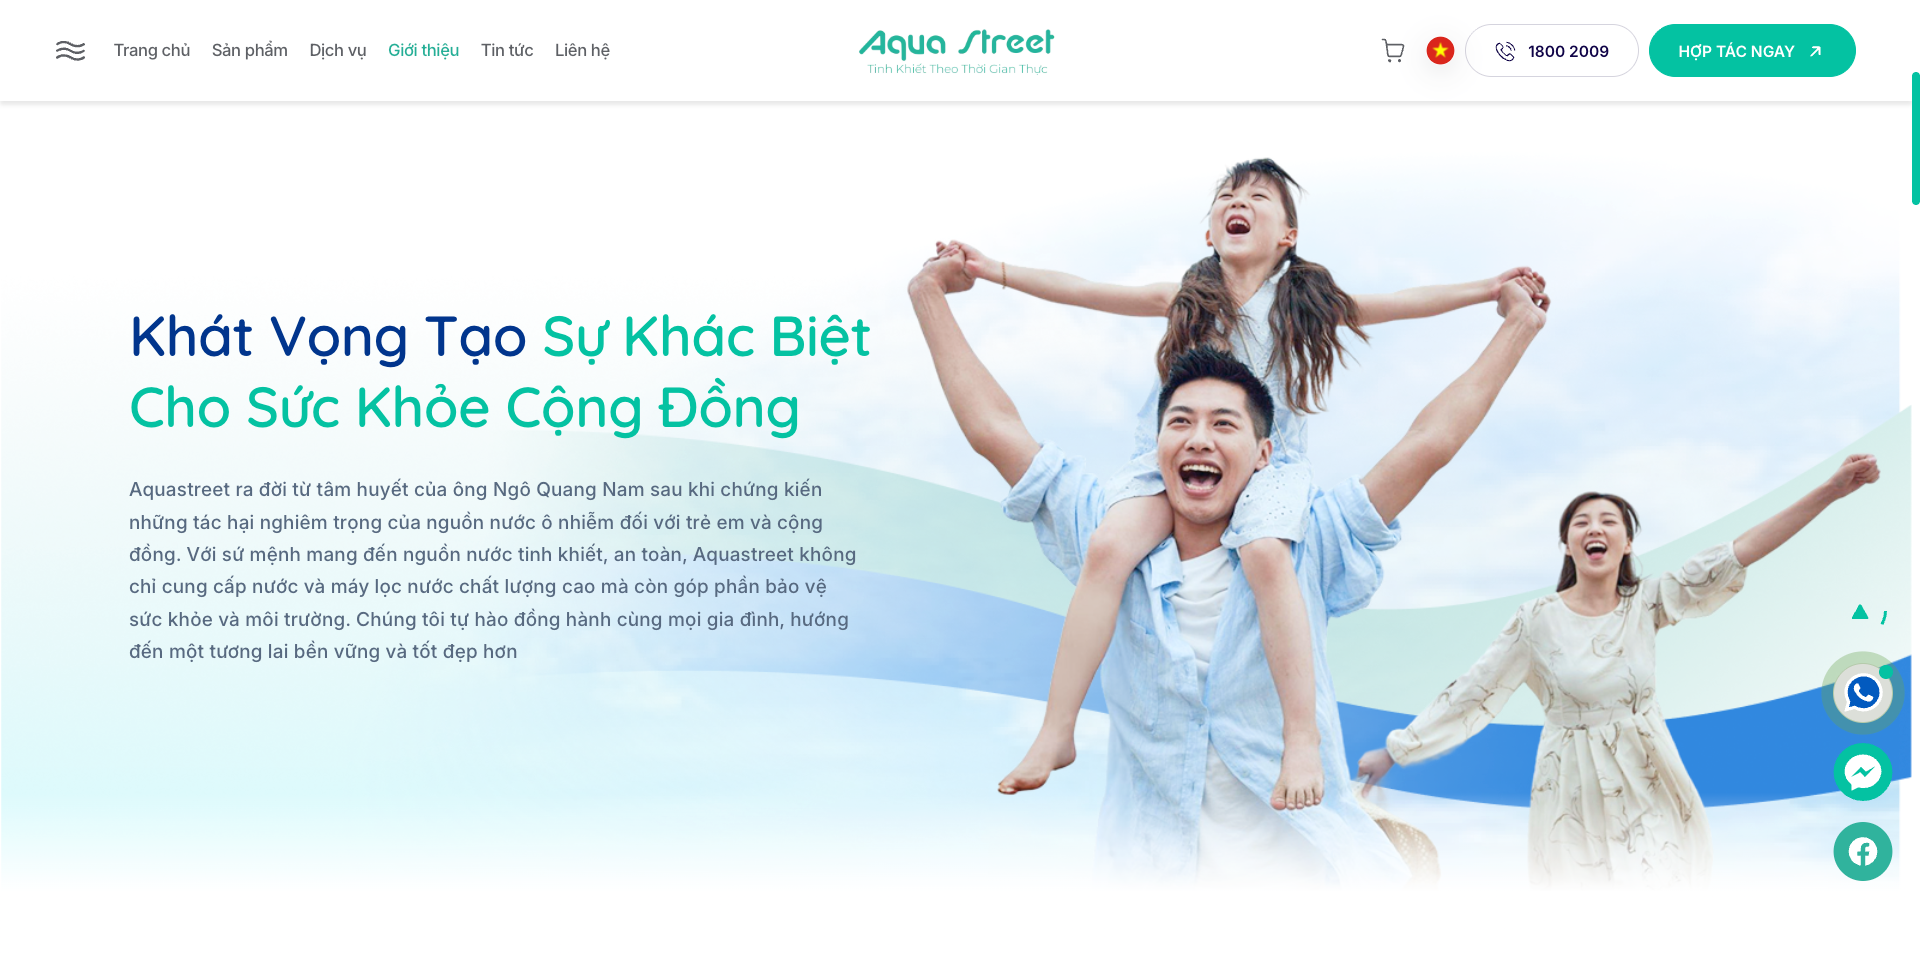 Trang chủ
Sản phẩm
Dịch vụ
Giới thiệu
Tin tức
Liên hệ
Aqua Street
Tinh Khiết Theo Thời Gian Thực
1800 2009
HỢP TÁC NGAY
Khát Vọng Tạo Sự Khác Biệt
Cho Sức Khỏe Cộng Đồng
Aquastreet ra đời từ tâm huyết của ông Ngô Quang Nam sau khi chứng kiến
những tác hại nghiêm trọng của nguồn nước ô nhiễm đối với trẻ em và cộng
đồng. Với sứ mệnh mang đến nguồn nước tinh khiết, an toàn, Aquastreet không
chỉ cung cấp nước và máy lọc nước chất lượng cao mà còn góp phần bảo vệ
sức khỏe và môi trường. Chúng tôi tự hào đồng hành cùng mọi gia đình, hướng
đến một tương lai bền vững và tốt đẹp hơn